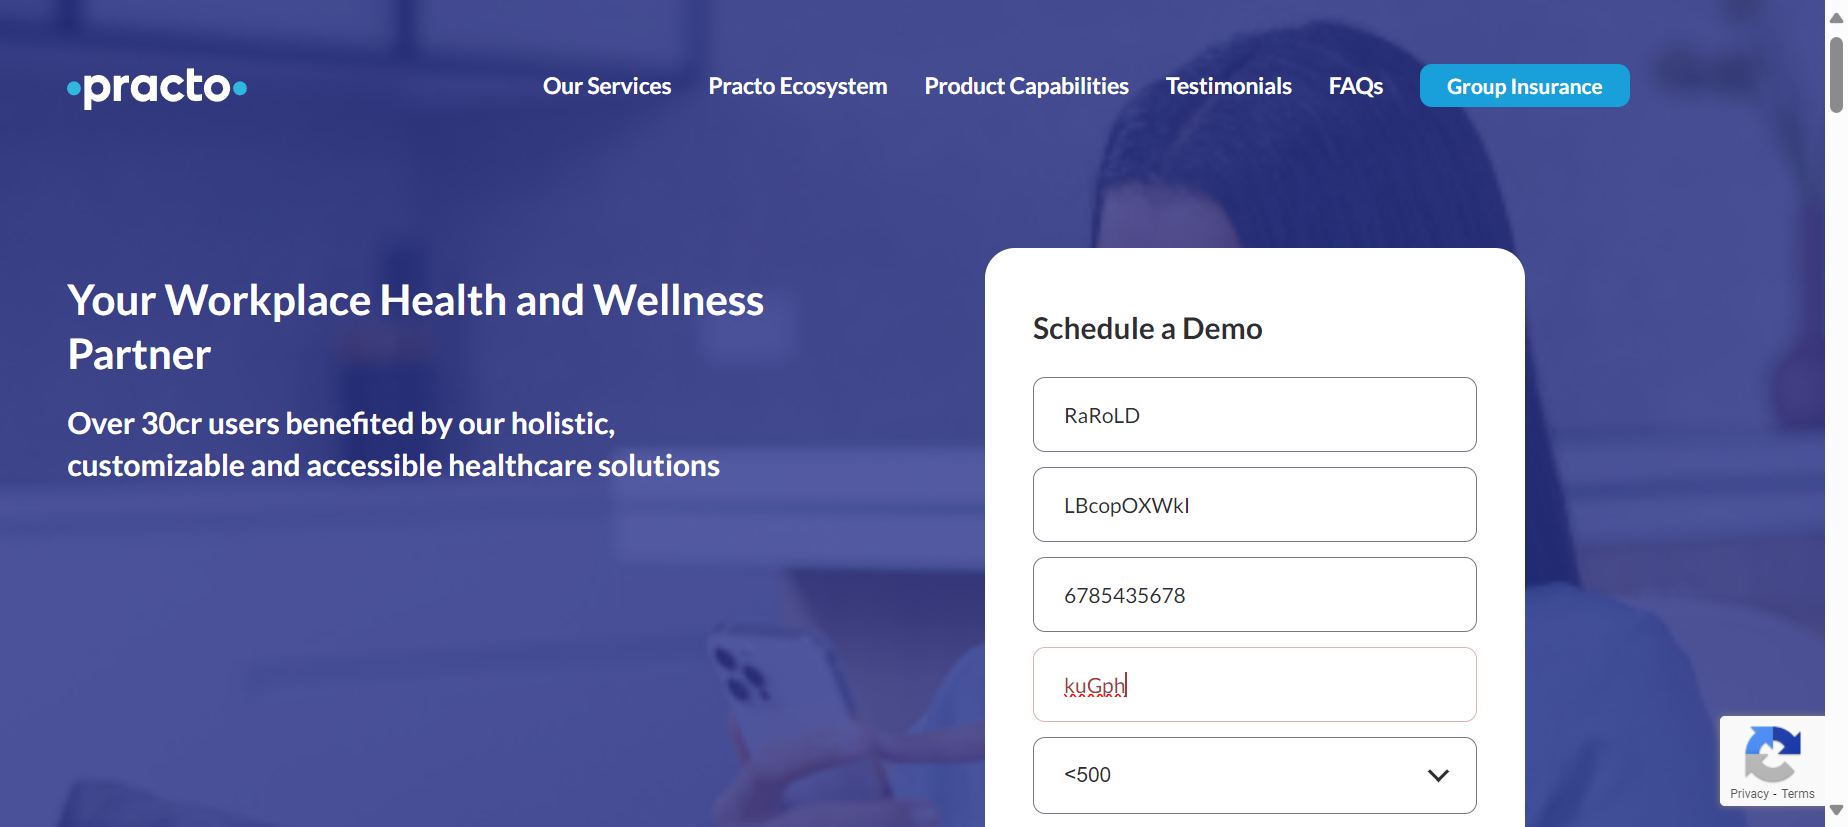 practo
Our Services
Practo Ecosystem
Product Capabilities
Testimonials
FAQs
Group Insurance
Your Workplace Health and Wellness
Partner
Over 30cr users benefited by our holistic,
customizable and accessible healthcare solutions
Schedule a Demo
RaRoLD
LBcopOXWkI
6785435678
kuGph
<500
Privacy - Terms